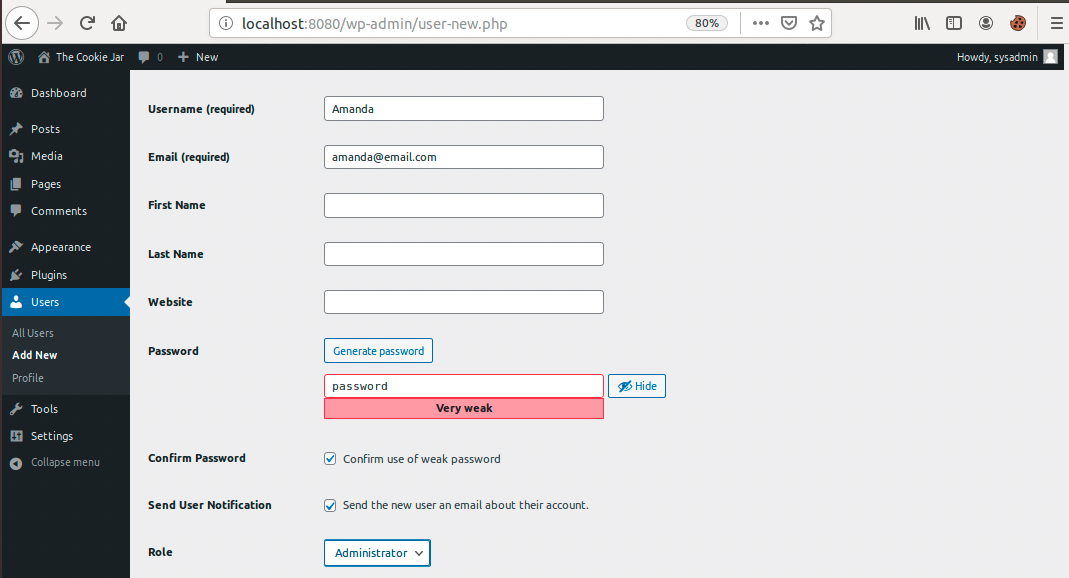 localhost:8080/wp-admin/user-new.php 80%
The Cookie Jar 0 New Howdy, sysadmin
Dashboard
Posts
Media
Pages
Comments
Appearance
Plugins
Users
All Users
Add New
Profile
Tools
Settings
Collapse menu
Username (required) Amanda
Email (required) amanda@email.com
First Name
Last Name
Website
Password Generate password
password Hide
Very weak
Confirm Password Confirm use of weak password
Send User Notification Send the new user an email about their account.
Role Administrator